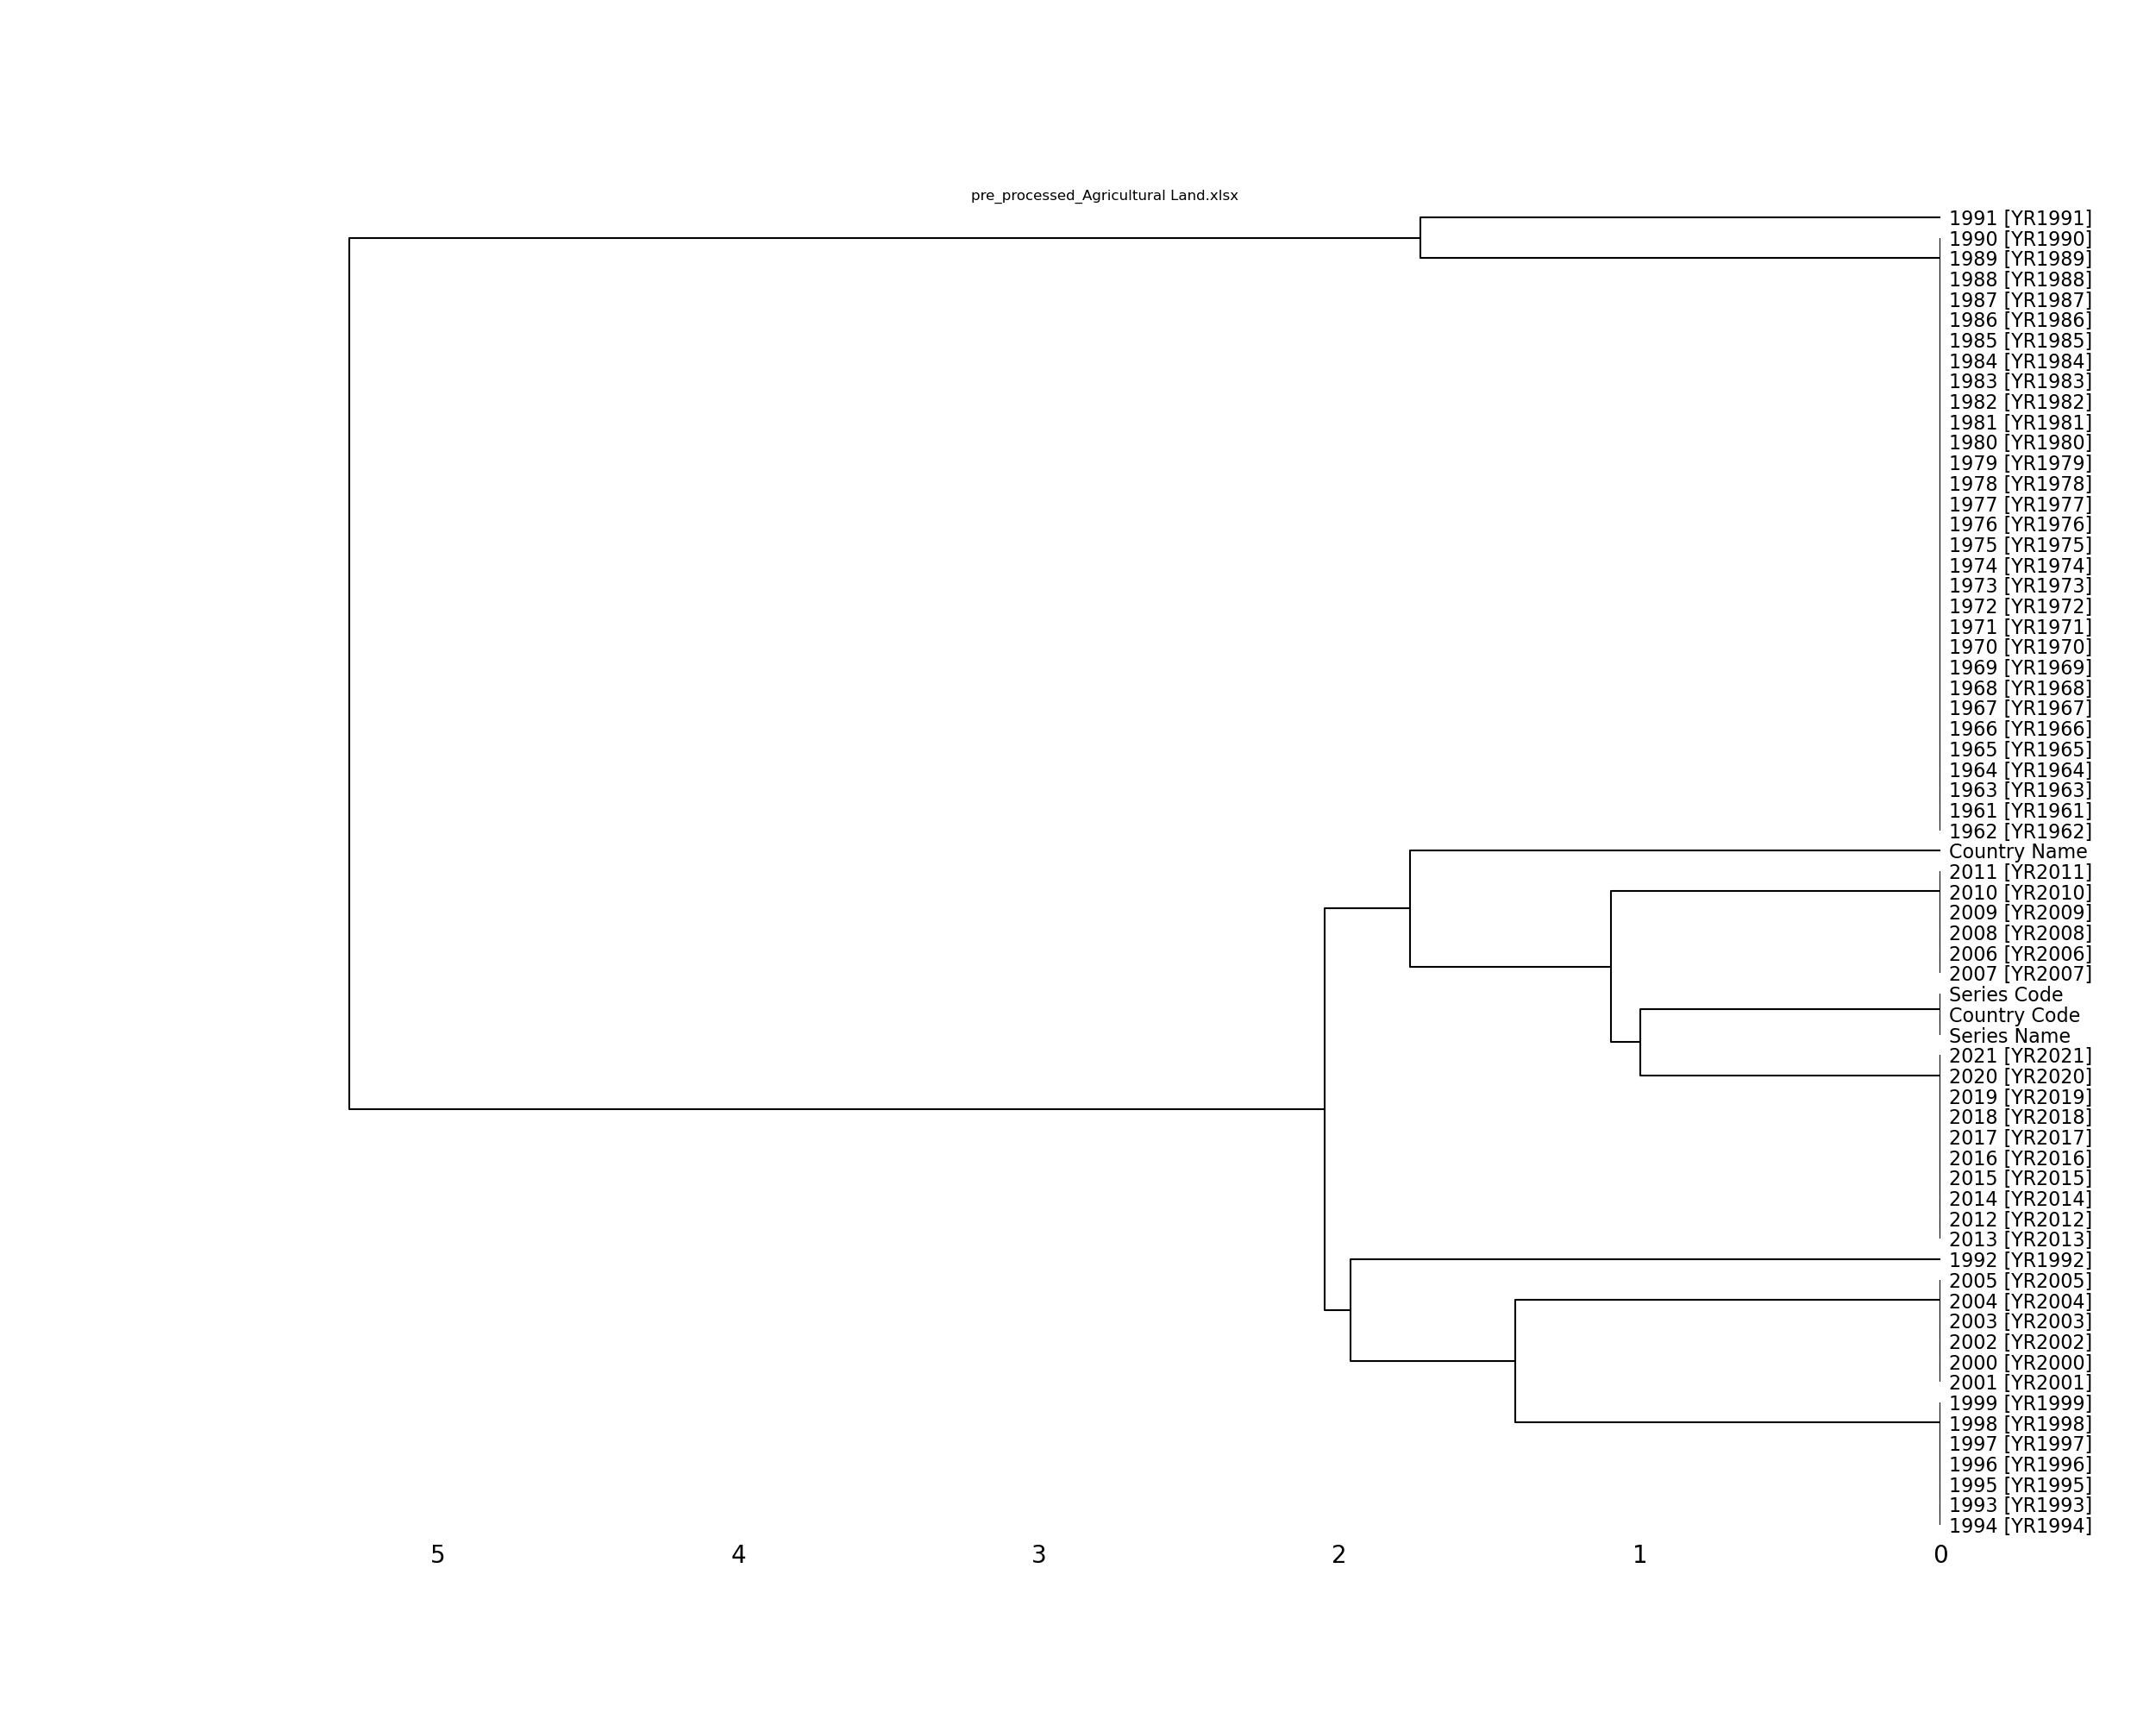 pre_processed_Agricultural Land.xlsx
1991 [YR1991]
1990 [YR1990]
1989 [YR1989]
1988 [YR1988]
1987 [YR1987]
1986 [YR1986]
1985 [YR1985]
1984 [YR1984]
1983 [YR1983]
1982 [YR1982]
1981 [YR1981]
1980 [YR1980]
1979 [YR1979]
1978 [YR1978]
1977 [YR1977]
1976 [YR1976]
1975 [YR1975]
1974 [YR1974]
1973 [YR1973]
1972 [YR1972]
1971 [YR1971]
1970 [YR1970]
1969 [YR1969]
1968 [YR1968]
1967 [YR1967]
1966 [YR1966]
1965 [YR1965]
1964 [YR1964]
1963 [YR1963]
1961 [YR1961]
1962 [YR1962]
Country Name
2011 [YR2011]
2010 [YR2010]
2009 [YR2009]
2008 [YR2008]
2006 [YR2006]
2007 [YR2007]
Series Code
Country Code
Series Name
2021 [YR2021]
2020 [YR2020]
2019 [YR2019]
2018 [YR2018]
2017 [YR2017]
2016 [YR2016]
2015 [YR2015]
2014 [YR2014]
2012 [YR2012]
2013 [YR2013]
1992 [YR1992]
2005 [YR2005]
2004 [YR2004]
2003 [YR2003]
2002 [YR2002]
2000 [YR2000]
2001 [YR2001]
1999 [YR1999]
1998 [YR1998]
1997 [YR1997]
1996 [YR1996]
1995 [YR1995]
1993 [YR1993]
1994 [YR1994]
5 4 3 2 1 0